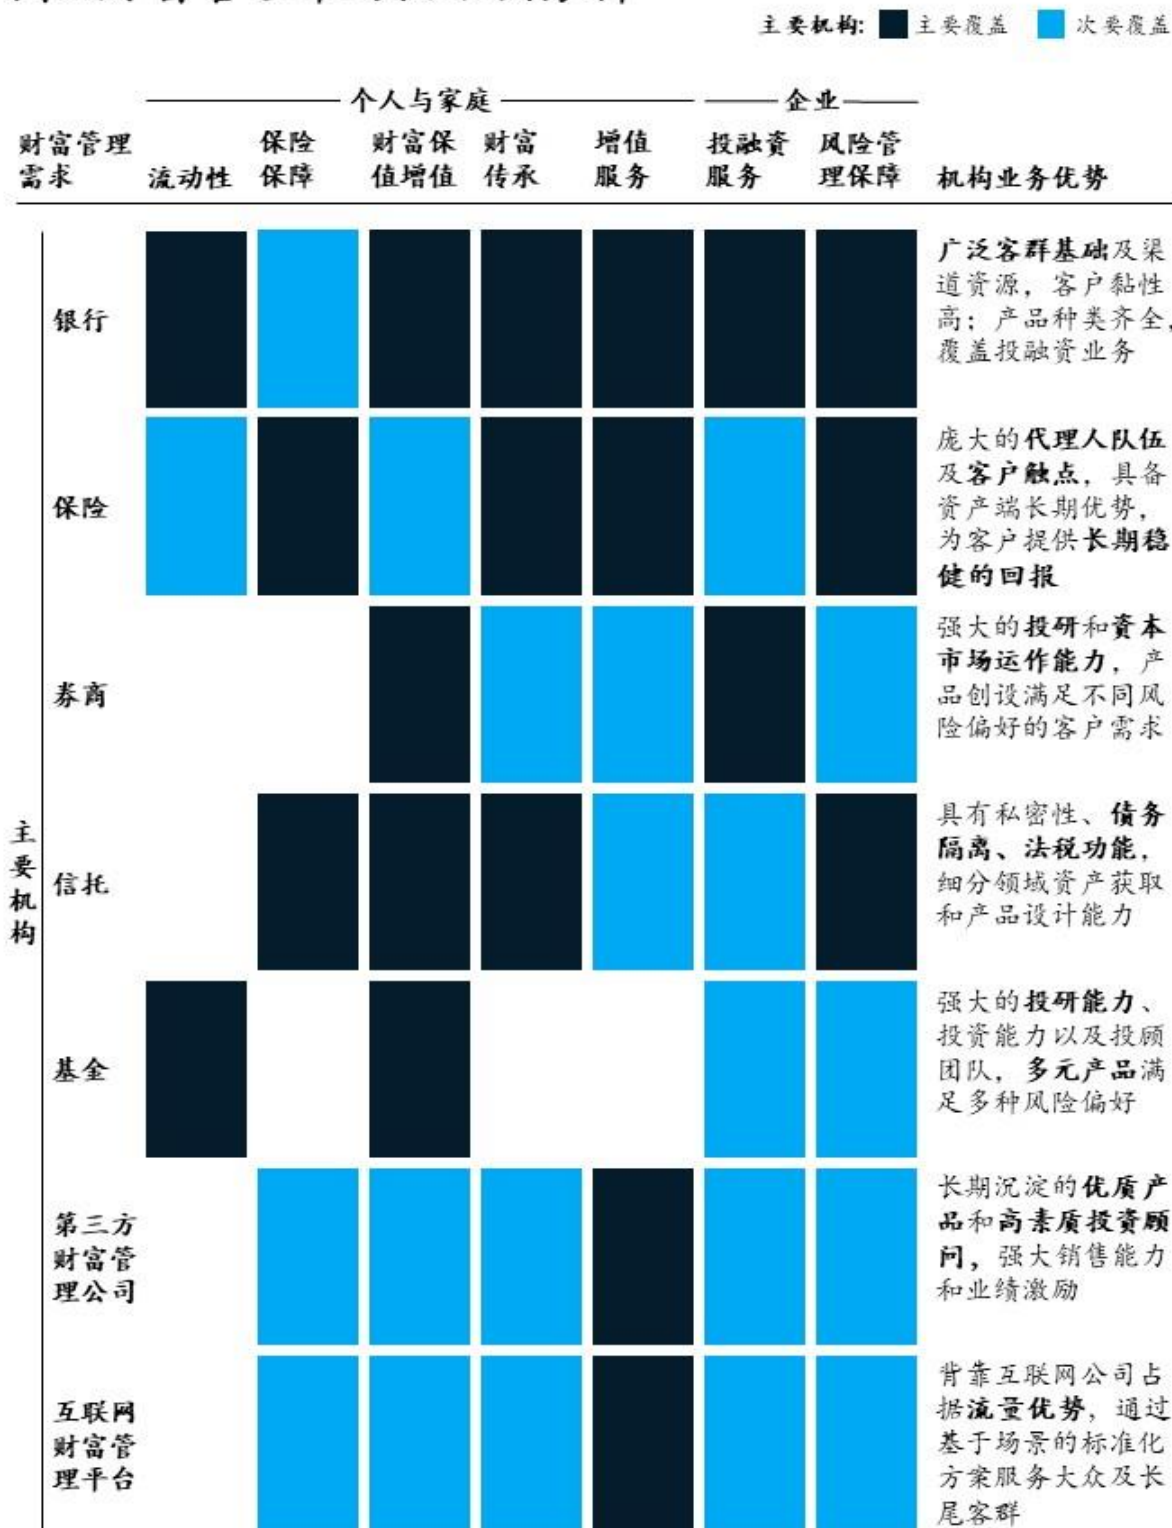 主要机构: 主要覆盖 次要覆盖
个人与家庭 企业
财富管理需求 流动性 保险保障 财富保值增值 财富传承 增值服务 投融资服务 风险管理保障 机构业务优势
主要机构
银行
广泛客群基础及渠
道资源，客户黏性
高；产品种类齐全，
覆盖投融资业务
保险
庞大的代理人队伍
及客户触点，具备
资产端长期优势，
为客户提供长期稳
健的回报
券商
强大的投研和资本
市场运作能力，产
品创设满足不同风
险偏好的客户需求
信托
具有私密性、债务
隔离、法税功能，
细分领域资产获取
和产品设计能力
基金
强大的投研能力、
投资能力以及投顾
团队，多元产品满
足多种风险偏好
第三方
财富管
理公司
长期沉淀的优质产
品和高素质投资顾
问，强大销售能力
和业绩激励
互联网
财富管
理平台
背靠互联网公司占
据流量优势，通过
基于场景的标准化
方案服务大众及长
尾客群